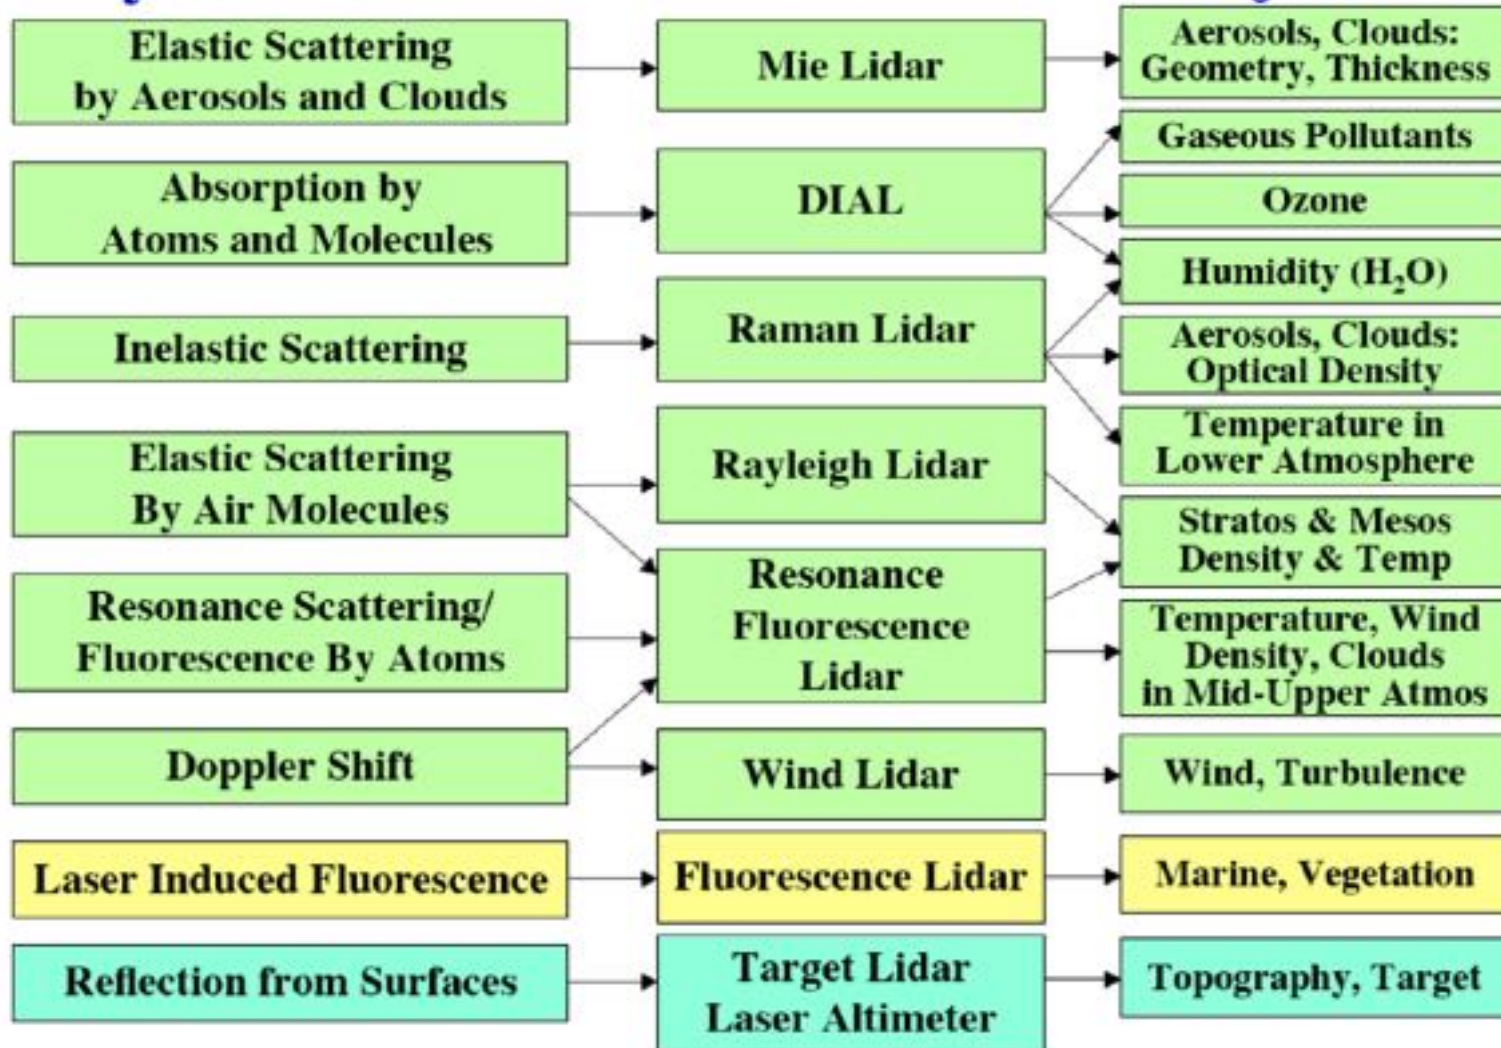 Elastic Scattering
by Aerosols and Clouds
Mie Lidar
Aerosols, Clouds:
Geometry, Thickness
Absorption by
Atoms and Molecules
DIAL
Gaseous Pollutants
Ozone
Humidity (H₂O)
Inelastic Scattering
Raman Lidar
Aerosols, Clouds:
Optical Density
Temperature in
Lower Atmosphere
Elastic Scattering
By Air Molecules
Rayleigh Lidar
Stratos & Mesos
Density & Temp
Resonance Scattering/
Fluorescence By Atoms
Resonance
Fluorescence
Lidar
Temperature, Wind
Density, Clouds
in Mid-Upper Atmos
Doppler Shift
Wind Lidar
Wind, Turbulence
Laser Induced Fluorescence
Fluorescence Lidar
Marine, Vegetation
Reflection from Surfaces
Target Lidar
Laser Altimeter
Topography, Target